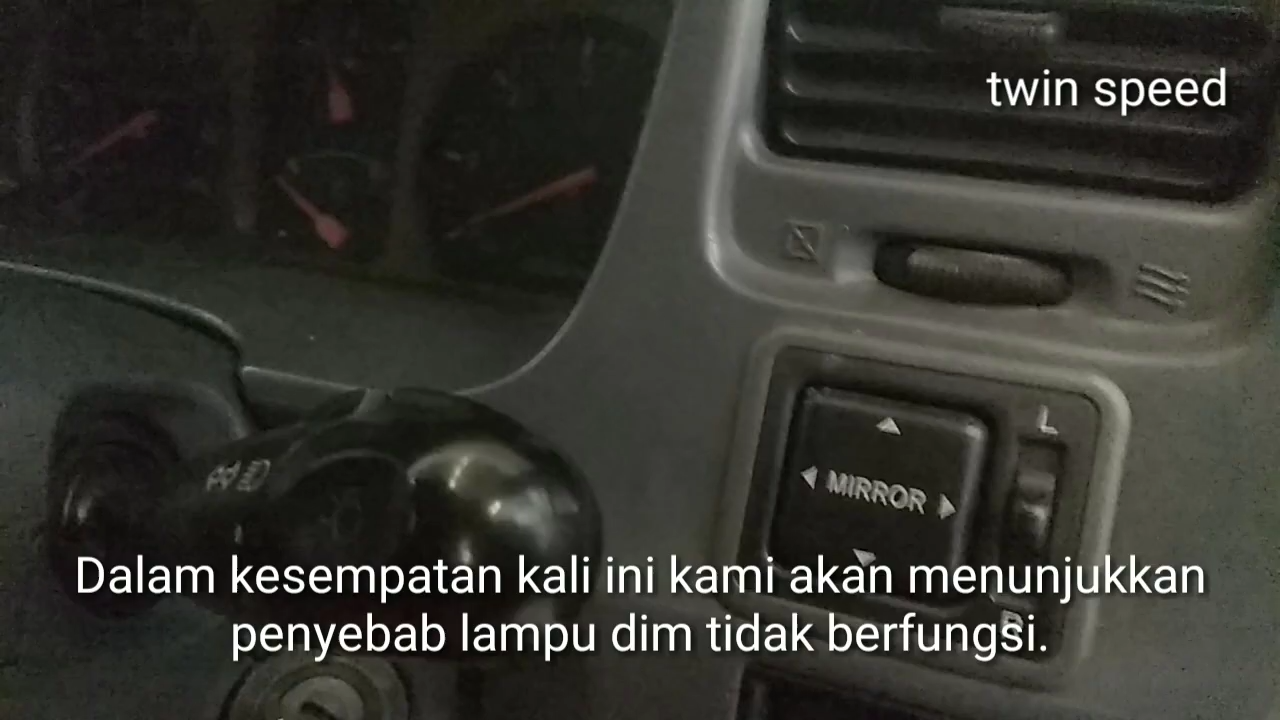 twin speed
L
MIRROR
Dalam kesempatan kali ini kami akan menunjukkan
penyebab lampu dim tidak berfungsi.